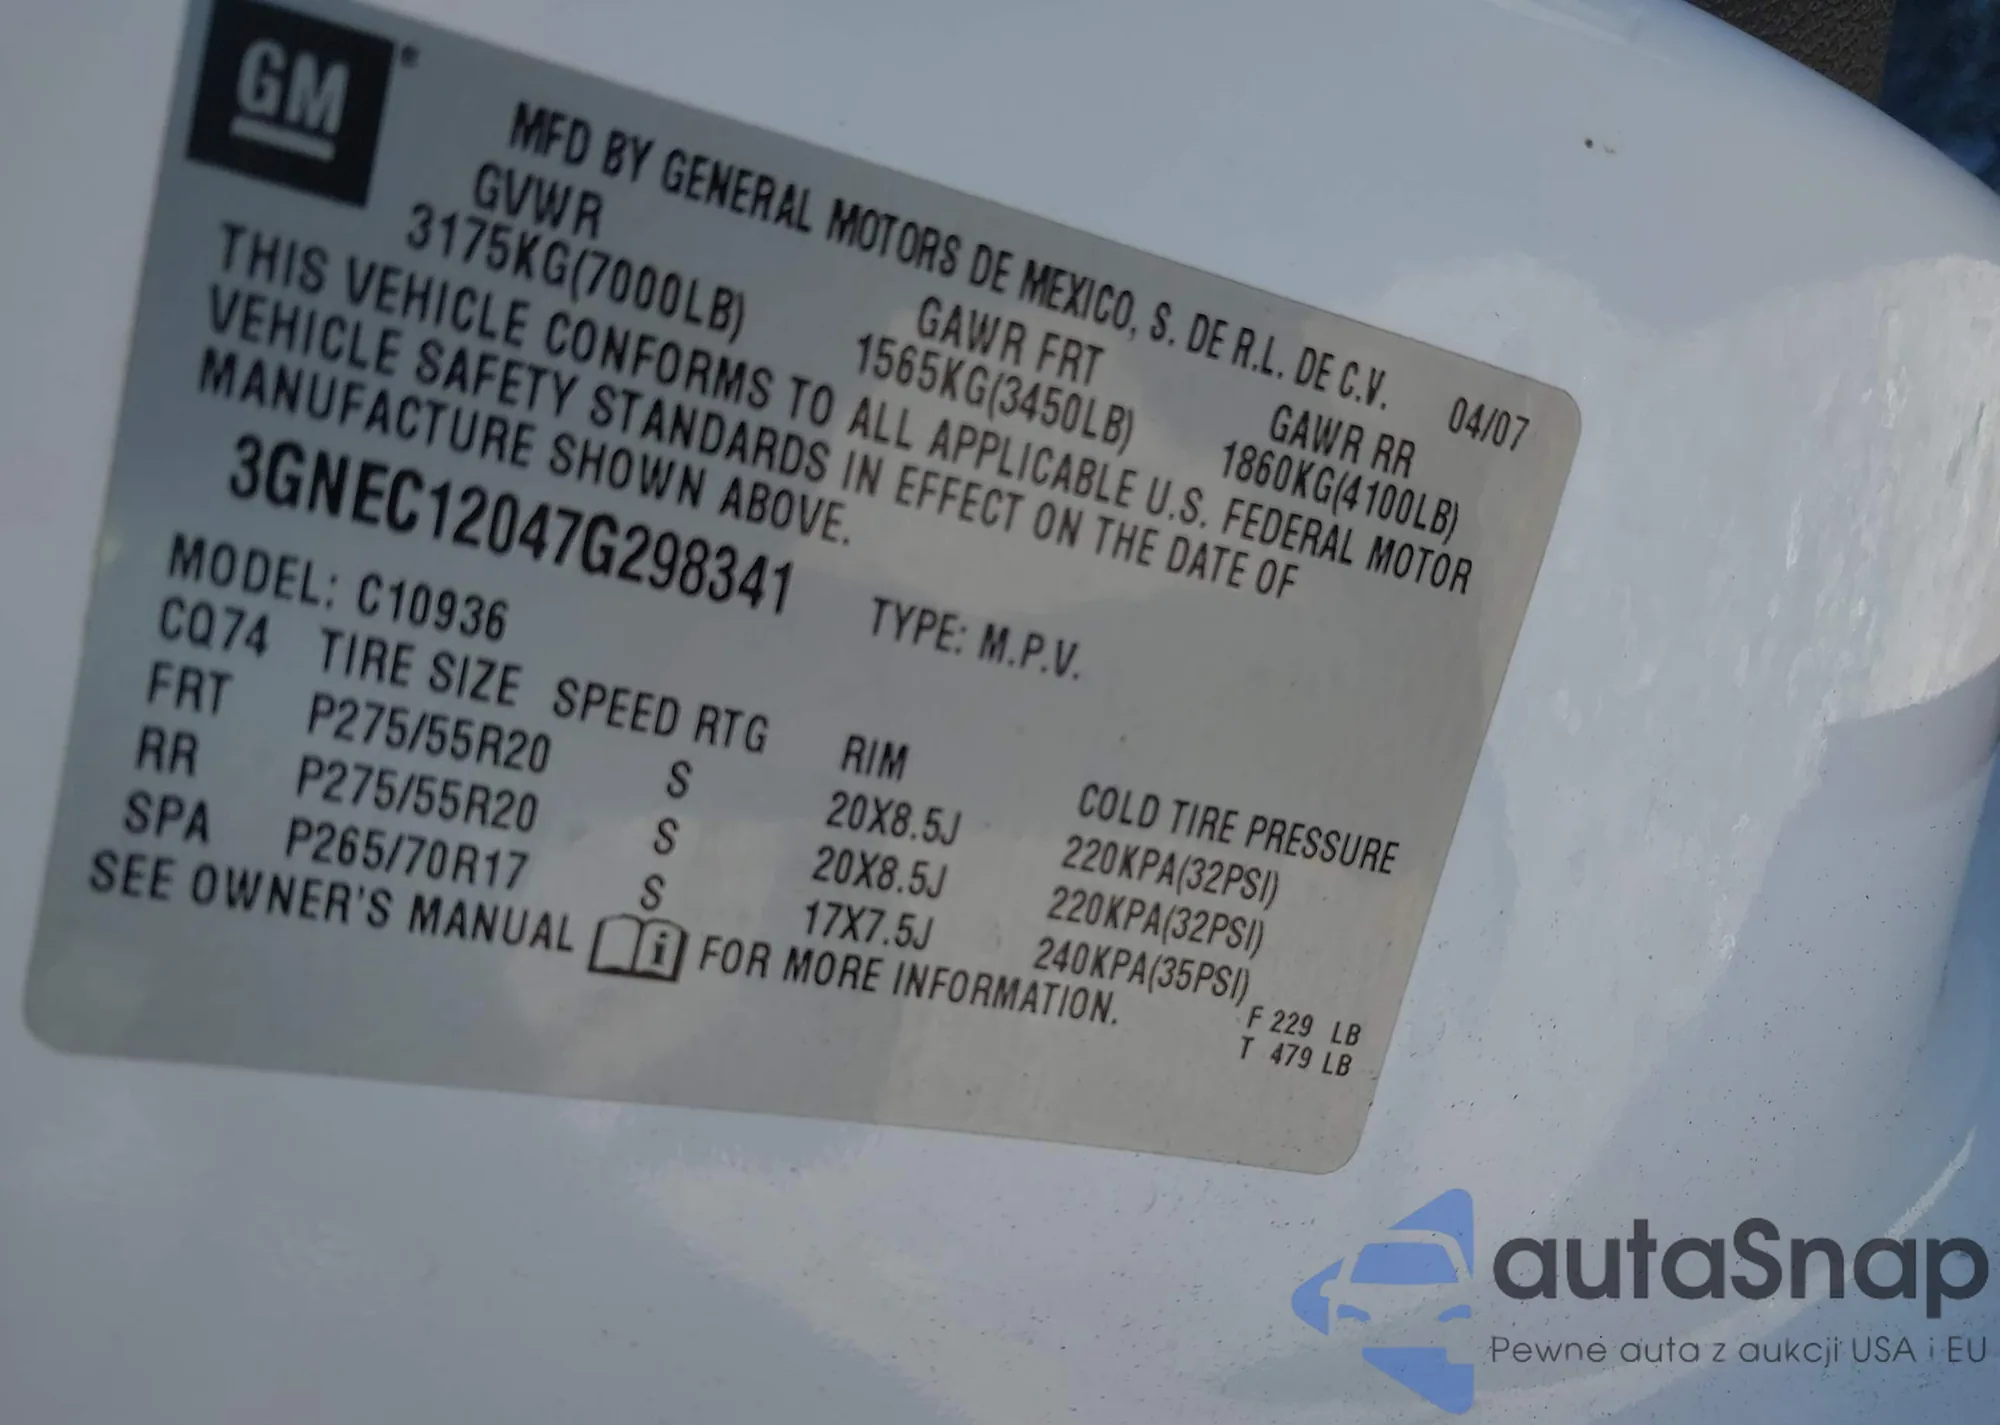 GM ®
MFD BY GENERAL MOTORS DE MEXICO, S. DE R.L. DE C.V. 04/07
GVWR GAWR FRT GAWR RR
3175KG(7000LB) 1565KG(3450LB) 1860KG(4100LB)
THIS VEHICLE CONFORMS TO ALL APPLICABLE U.S. FEDERAL MOTOR
VEHICLE SAFETY STANDARDS IN EFFECT ON THE DATE OF
MANUFACTURE SHOWN ABOVE.
3GNEC12047G298341 TYPE: M.P.V.
MODEL: C10936
CQ74 TIRE SIZE SPEED RTG RIM COLD TIRE PRESSURE
FRT P275/55R20 S 20X8.5J 220KPA(32PSI)
RR P275/55R20 S 20X8.5J 220KPA(32PSI)
SPA P265/70R17 S 17X7.5J 240KPA(35PSI)
SEE OWNER'S MANUAL i FOR MORE INFORMATION.
F 229 LB
T 479 LB
autaSnap
Pewne auta z aukcji USA i EU